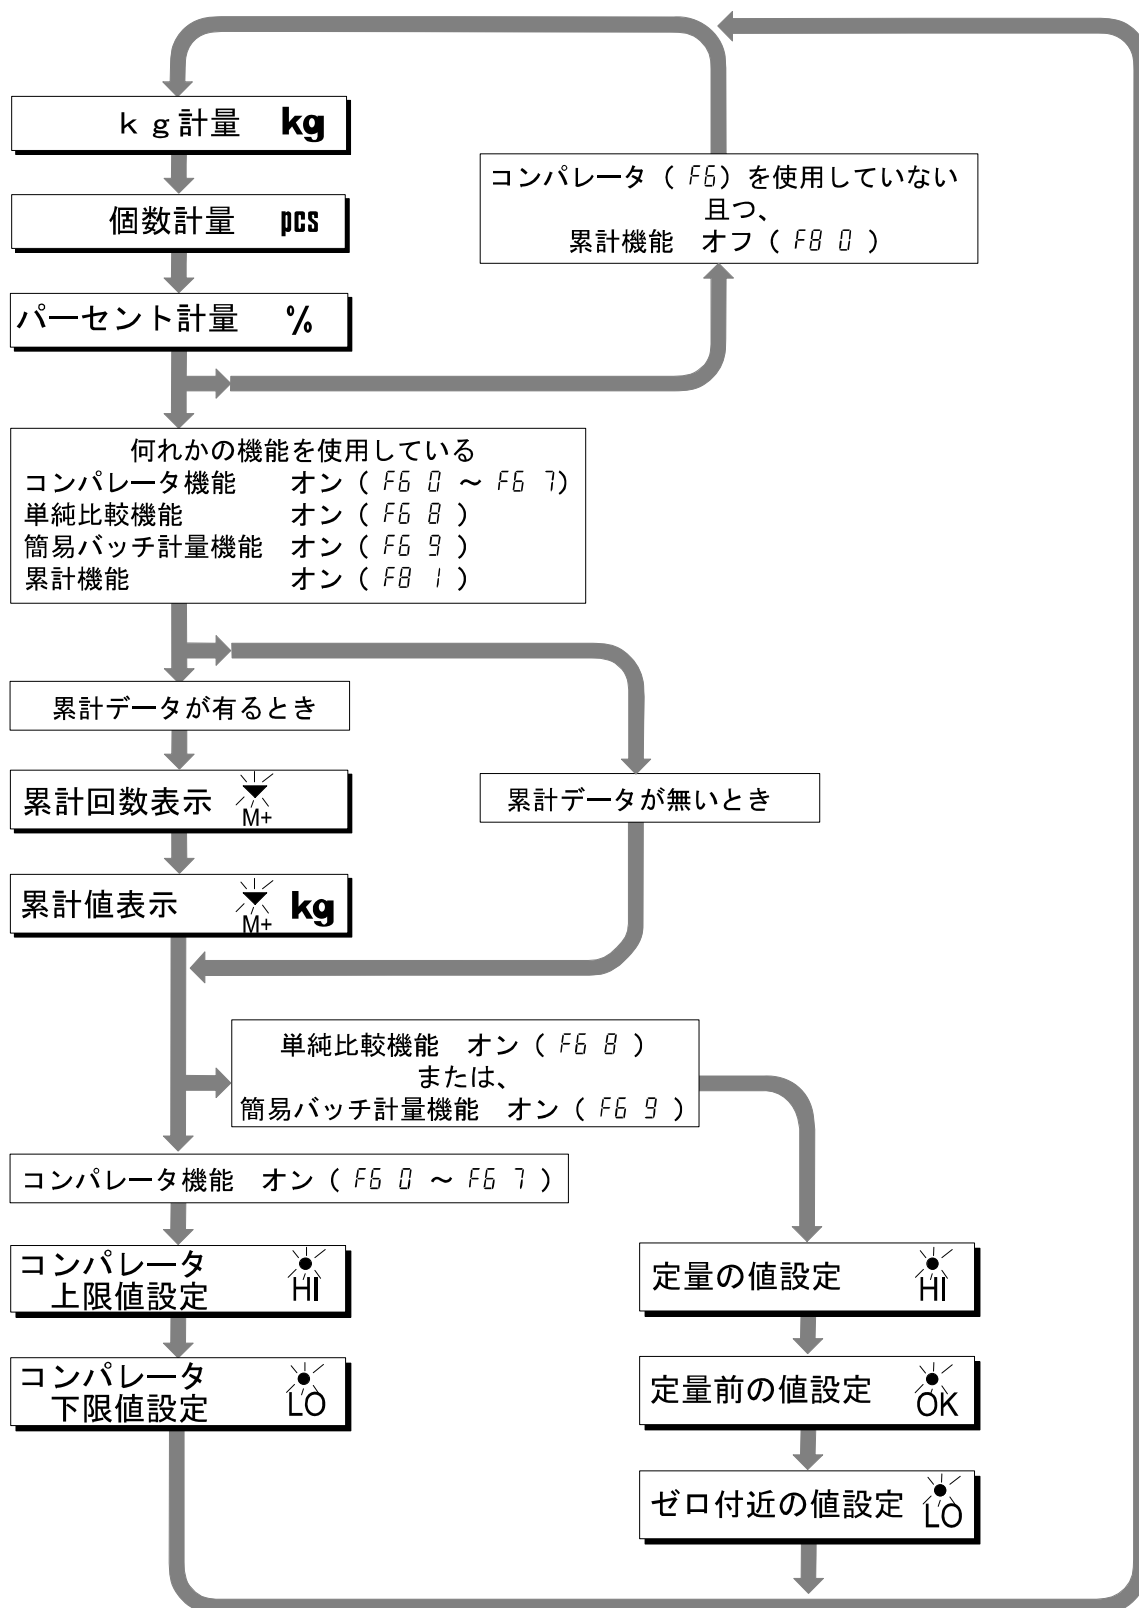 ｋｇ計量 kg
個数計量 pcs
パーセント計量 %
コンパレータ（ F6）を使用していない
且つ、
累計機能 オフ（ F8 0 ）
何れかの機能を使用している
コンパレータ機能 オン（ F6 0 ～ F6 7）
単純比較機能 オン（ F6 8 ）
簡易バッチ計量機能 オン（ F6 9 ）
累計機能 オン（ F8 1 ）
累計データが有るとき
累計回数表示 M+
累計データが無いとき
累計値表示 M+ kg
単純比較機能 オン（ F6 8 ）
または、
簡易バッチ計量機能 オン（ F6 9 ）
コンパレータ機能 オン（ F6 0 ～ F6 7 ）
コンパレータ
上限値設定 HI
コンパレータ
下限値設定 LO
定量の値設定 HI
定量前の値設定 OK
ゼロ付近の値設定 LO